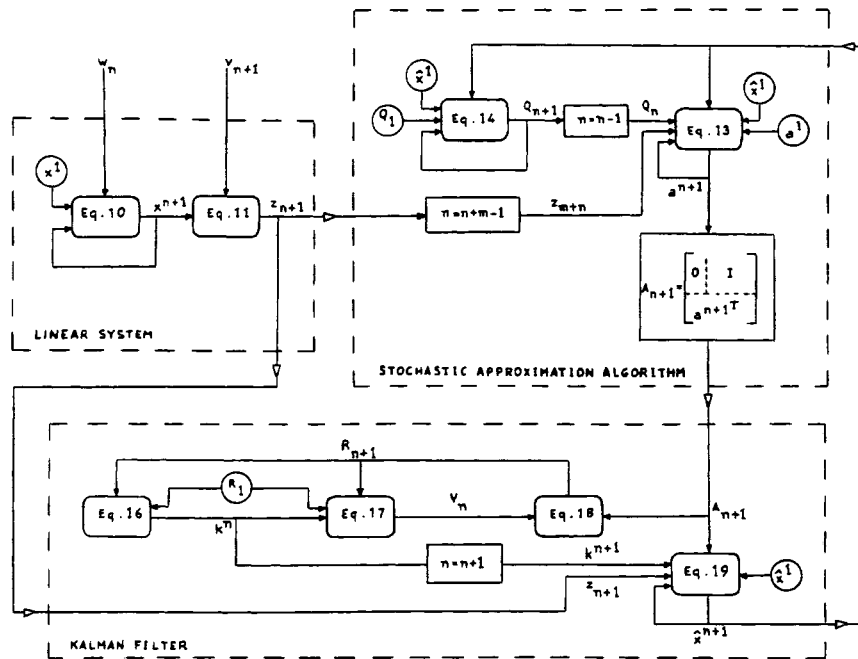 w_n
v_{n+1}
x^1
Eq.10
x^{n+1}
Eq.11
z_{n+1}
LINEAR SYSTEM
x̂^1
Q_1
Eq.14
Q_{n+1}
n=n-1
Q_n
Eq.13
x̂^1
a^1
a^{n+1}
n=n+m-1
z_{m+n}
A_{n+1}=
O I
a^{n+1 T}
STOCHASTIC APPROXIMATION ALGORITHM
R_{n+1}
R_1
Eq.16
k^n
Eq.17
V_n
Eq.18
A_{n+1}
n=n+1
k^{n+1}
Eq.19
x̂^1
z_{n+1}
x̂^{n+1}
KALMAN FILTER